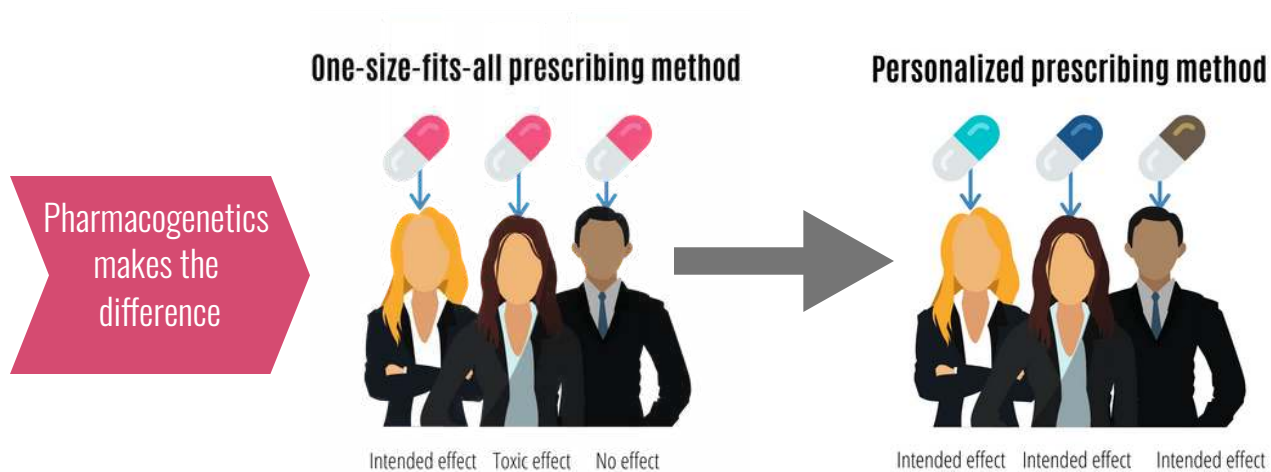 One-size-fits-all prescribing method
Personalized prescribing method
Pharmacogenetics
makes the
difference
Intended effect Toxic effect No effect
Intended effect Intended effect Intended effect